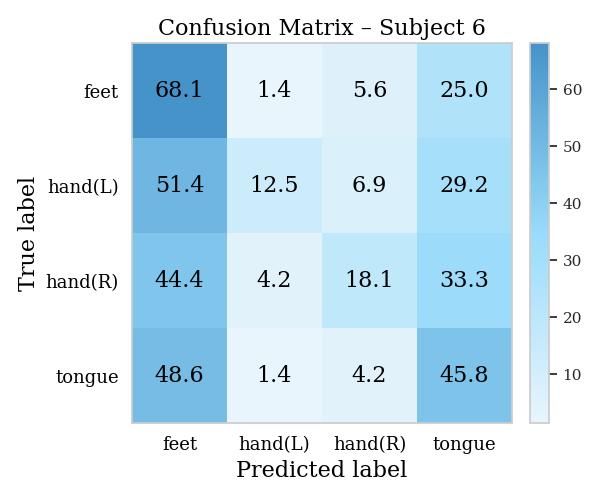 Confusion Matrix – Subject 6
feet 68.1 1.4 5.6 25.0
hand(L) 51.4 12.5 6.9 29.2
hand(R) 44.4 4.2 18.1 33.3
tongue 48.6 1.4 4.2 45.8
feet hand(L) hand(R) tongue
Predicted label
True label
60
50
40
30
20
10